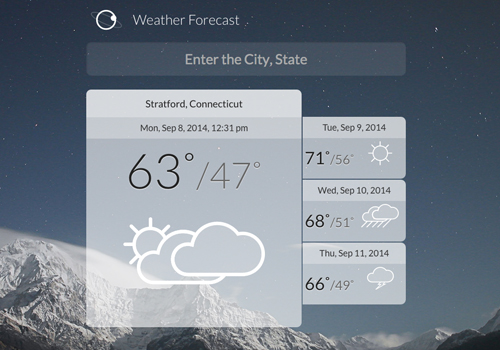 Weather Forecast
Enter the City, State
Stratford, Connecticut
Mon, Sep 8, 2014, 12:31 pm
63°/47°
Tue, Sep 9, 2014
71°/56°
Wed, Sep 10, 2014
68°/51°
Thu, Sep 11, 2014
66°/49°